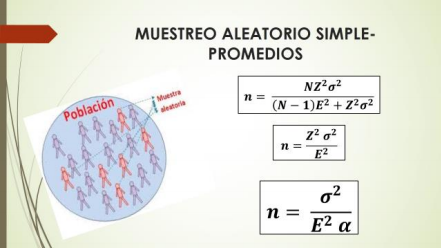 MUESTREO ALEATORIO SIMPLE-
PROMEDIOS
Población
Muestra
aleatoria
n = NZ²σ² / (N − 1)E² + Z²σ²
n = Z² σ² / E²
n = σ² / E² α